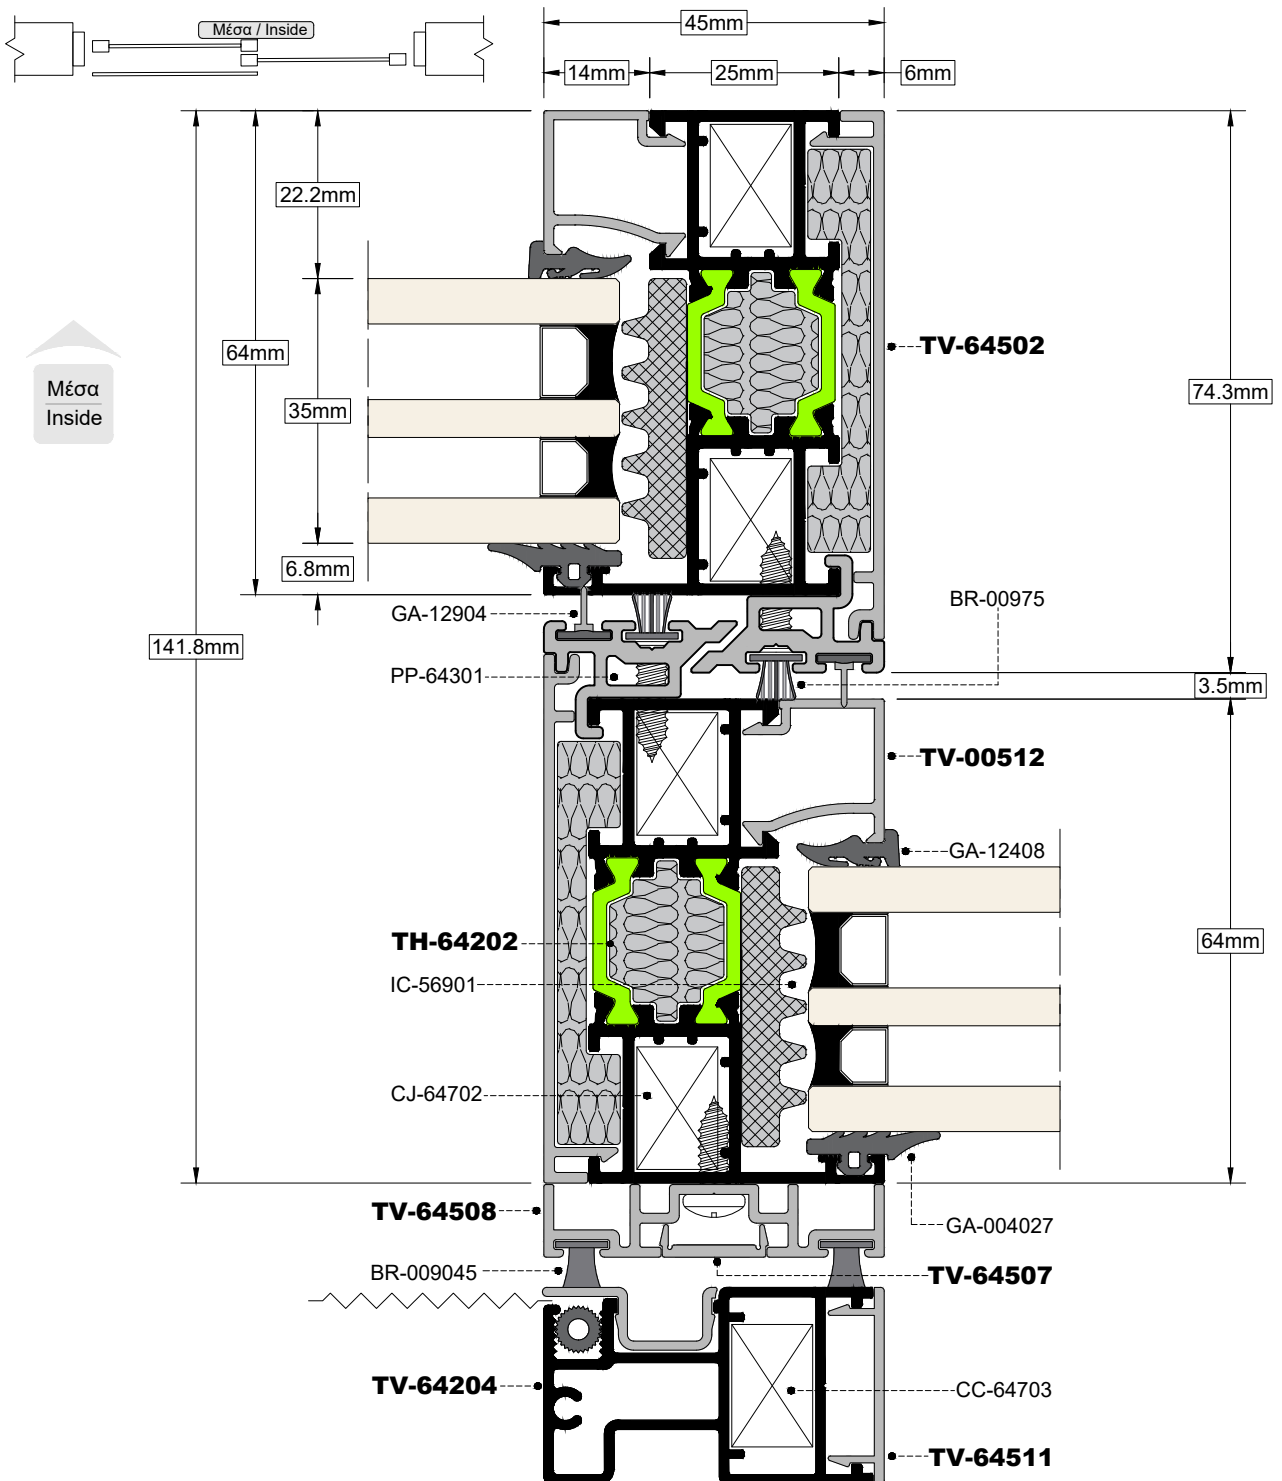 Μέσα / Inside
45mm
14mm
25mm
6mm
22.2mm
64mm
35mm
6.8mm
141.8mm
Μέσα
Inside
TV-64502
74.3mm
GA-12904
BR-00975
PP-64301
3.5mm
TV-00512
GA-12408
TH-64202
64mm
IC-56901
CJ-64702
TV-64508
GA-004027
BR-009045
TV-64507
TV-64204
CC-64703
TV-64511